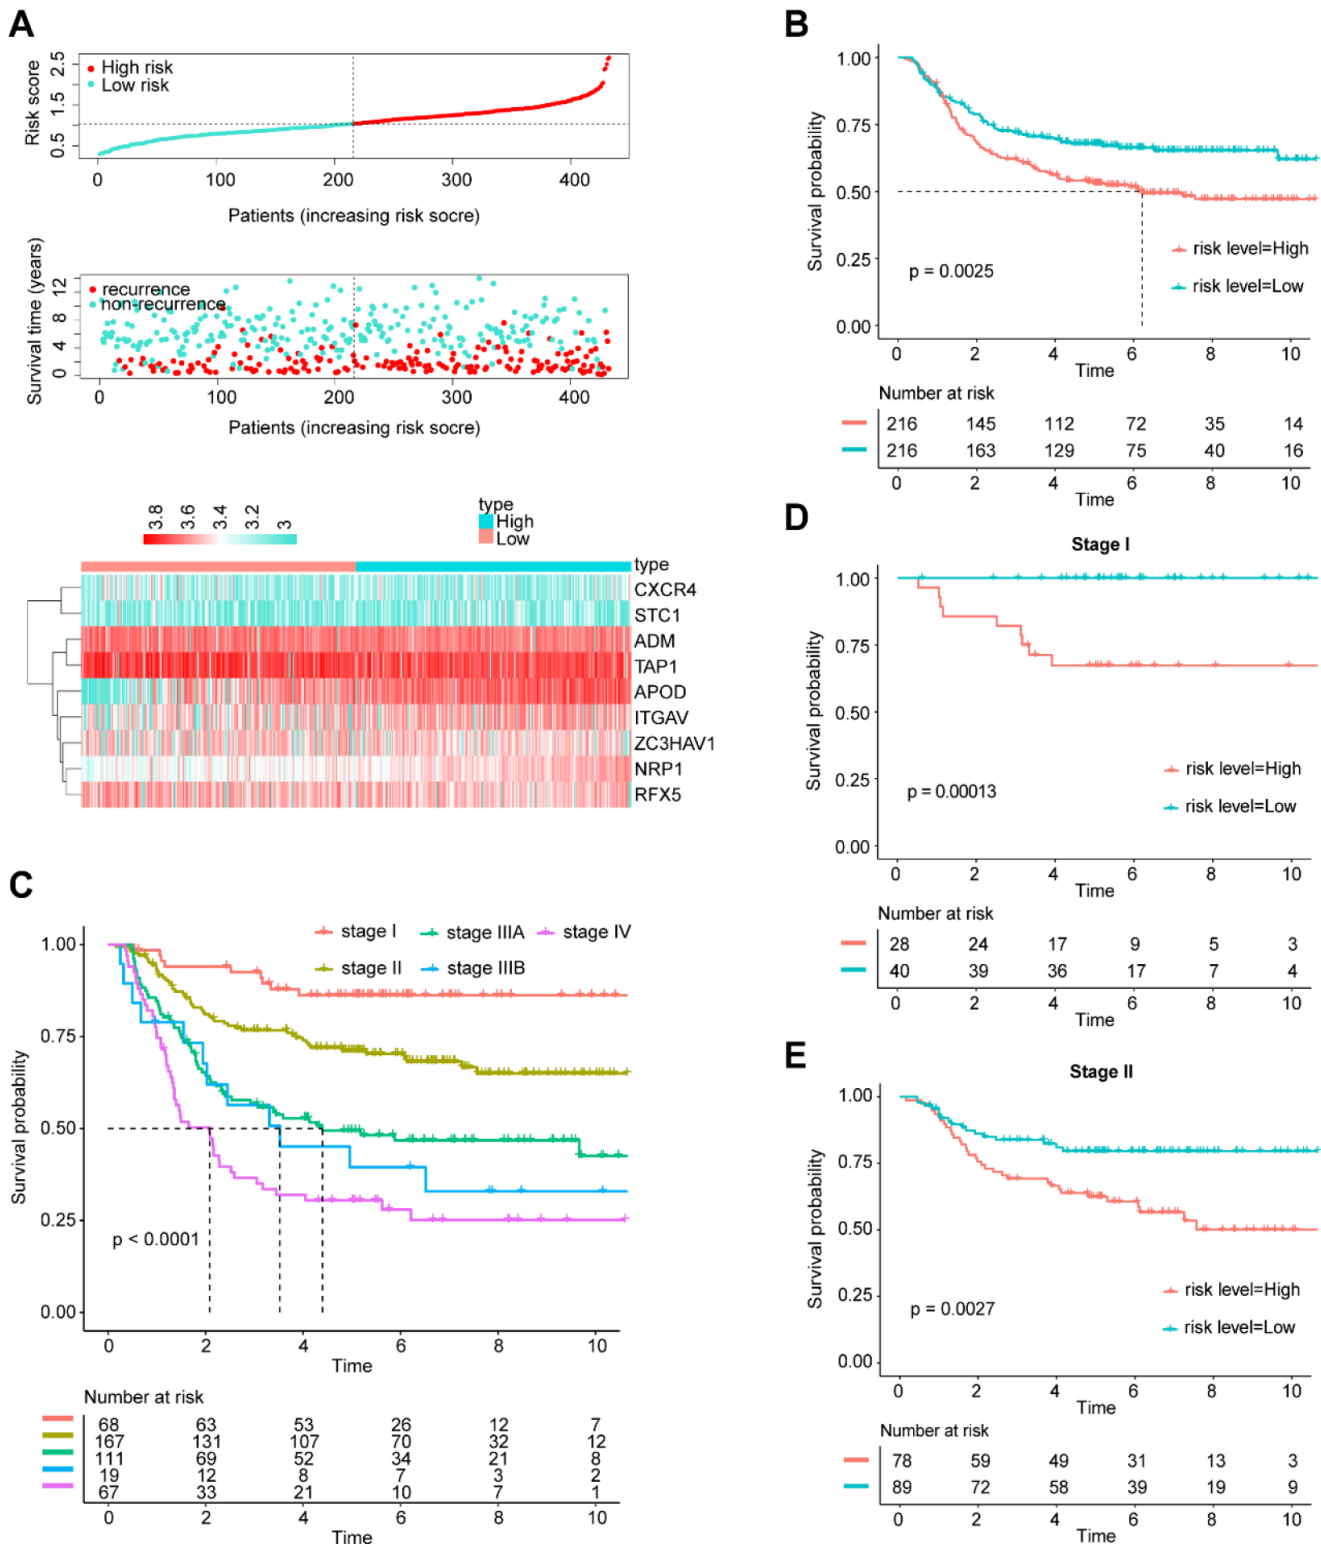 A
Risk score
2.5
1.5
0.5
High risk
Low risk
0 100 200 300 400
Patients (increasing risk socre)
Survival time (years)
12
8
4
0
recurrence
non-recurrence
0 100 200 300 400
Patients (increasing risk socre)
3.8 3.6 3.4 3.2 3
type
High
Low
type
CXCR4
STC1
ADM
TAP1
APOD
ITGAV
ZC3HAV1
NRP1
RFX5
B
Survival probability
1.00
0.75
0.50
0.25
0.00
p = 0.0025
risk level=High
risk level=Low
0 2 4 6 8 10
Time
Number at risk
216 145 112 72 35 14
216 163 129 75 40 16
0 2 4 6 8 10
Time
C
Survival probability
1.00
0.75
0.50
0.25
0.00
stage I stage IIIA stage IV
stage II stage IIIB
p < 0.0001
0 2 4 6 8 10
Time
Number at risk
68 63 53 26 12 7
167 131 107 70 32 12
111 69 52 34 21 8
19 12 8 7 3 2
67 33 21 10 7 1
0 2 4 6 8 10
Time
D
Stage I
Survival probability
1.00
0.75
0.50
0.25
0.00
p = 0.00013
risk level=High
risk level=Low
0 2 4 6 8 10
Time
Number at risk
28 24 17 9 5 3
40 39 36 17 7 4
0 2 4 6 8 10
Time
E
Stage II
Survival probability
1.00
0.75
0.50
0.25
0.00
p = 0.0027
risk level=High
risk level=Low
0 2 4 6 8 10
Time
Number at risk
78 59 49 31 13 3
89 72 58 39 19 9
0 2 4 6 8 10
Time